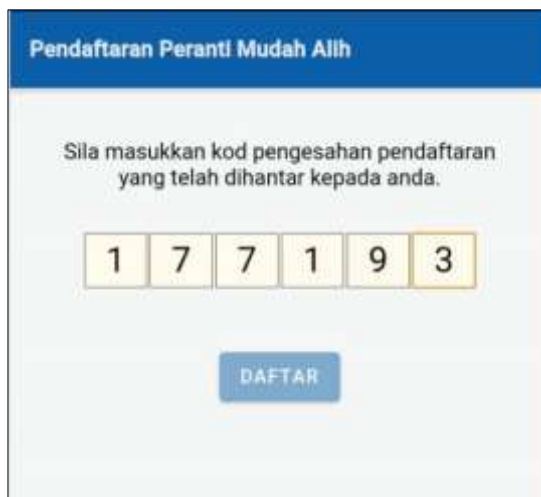 Pendaftaran Peranti Mudah Alih
Sila masukkan kod pengesahan pendaftaran
yang telah dihantar kepada anda.
1 7 7 1 9 3
DAFTAR